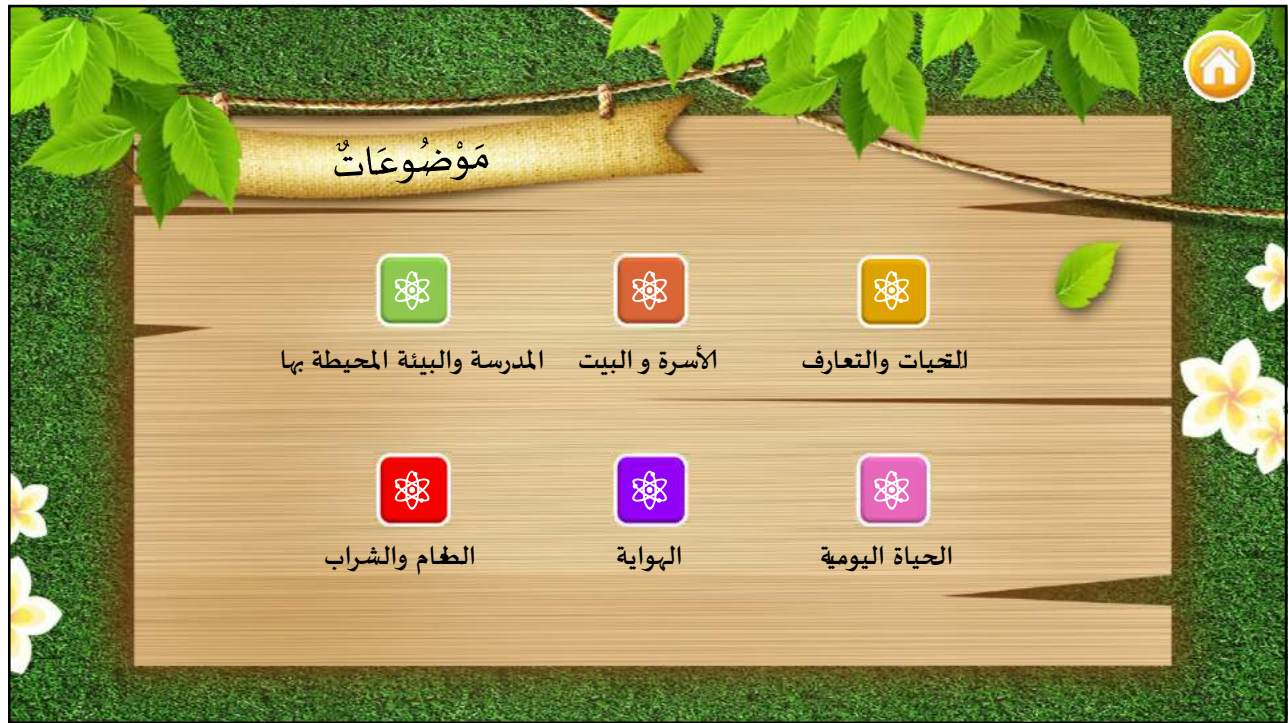 مَوْضُوعَاتٌ
التحيات والتعارف
الأسرة و البيت
المدرسة والبيئة المحيطة بها
الحياة اليومية
الهواية
الطعام والشراب